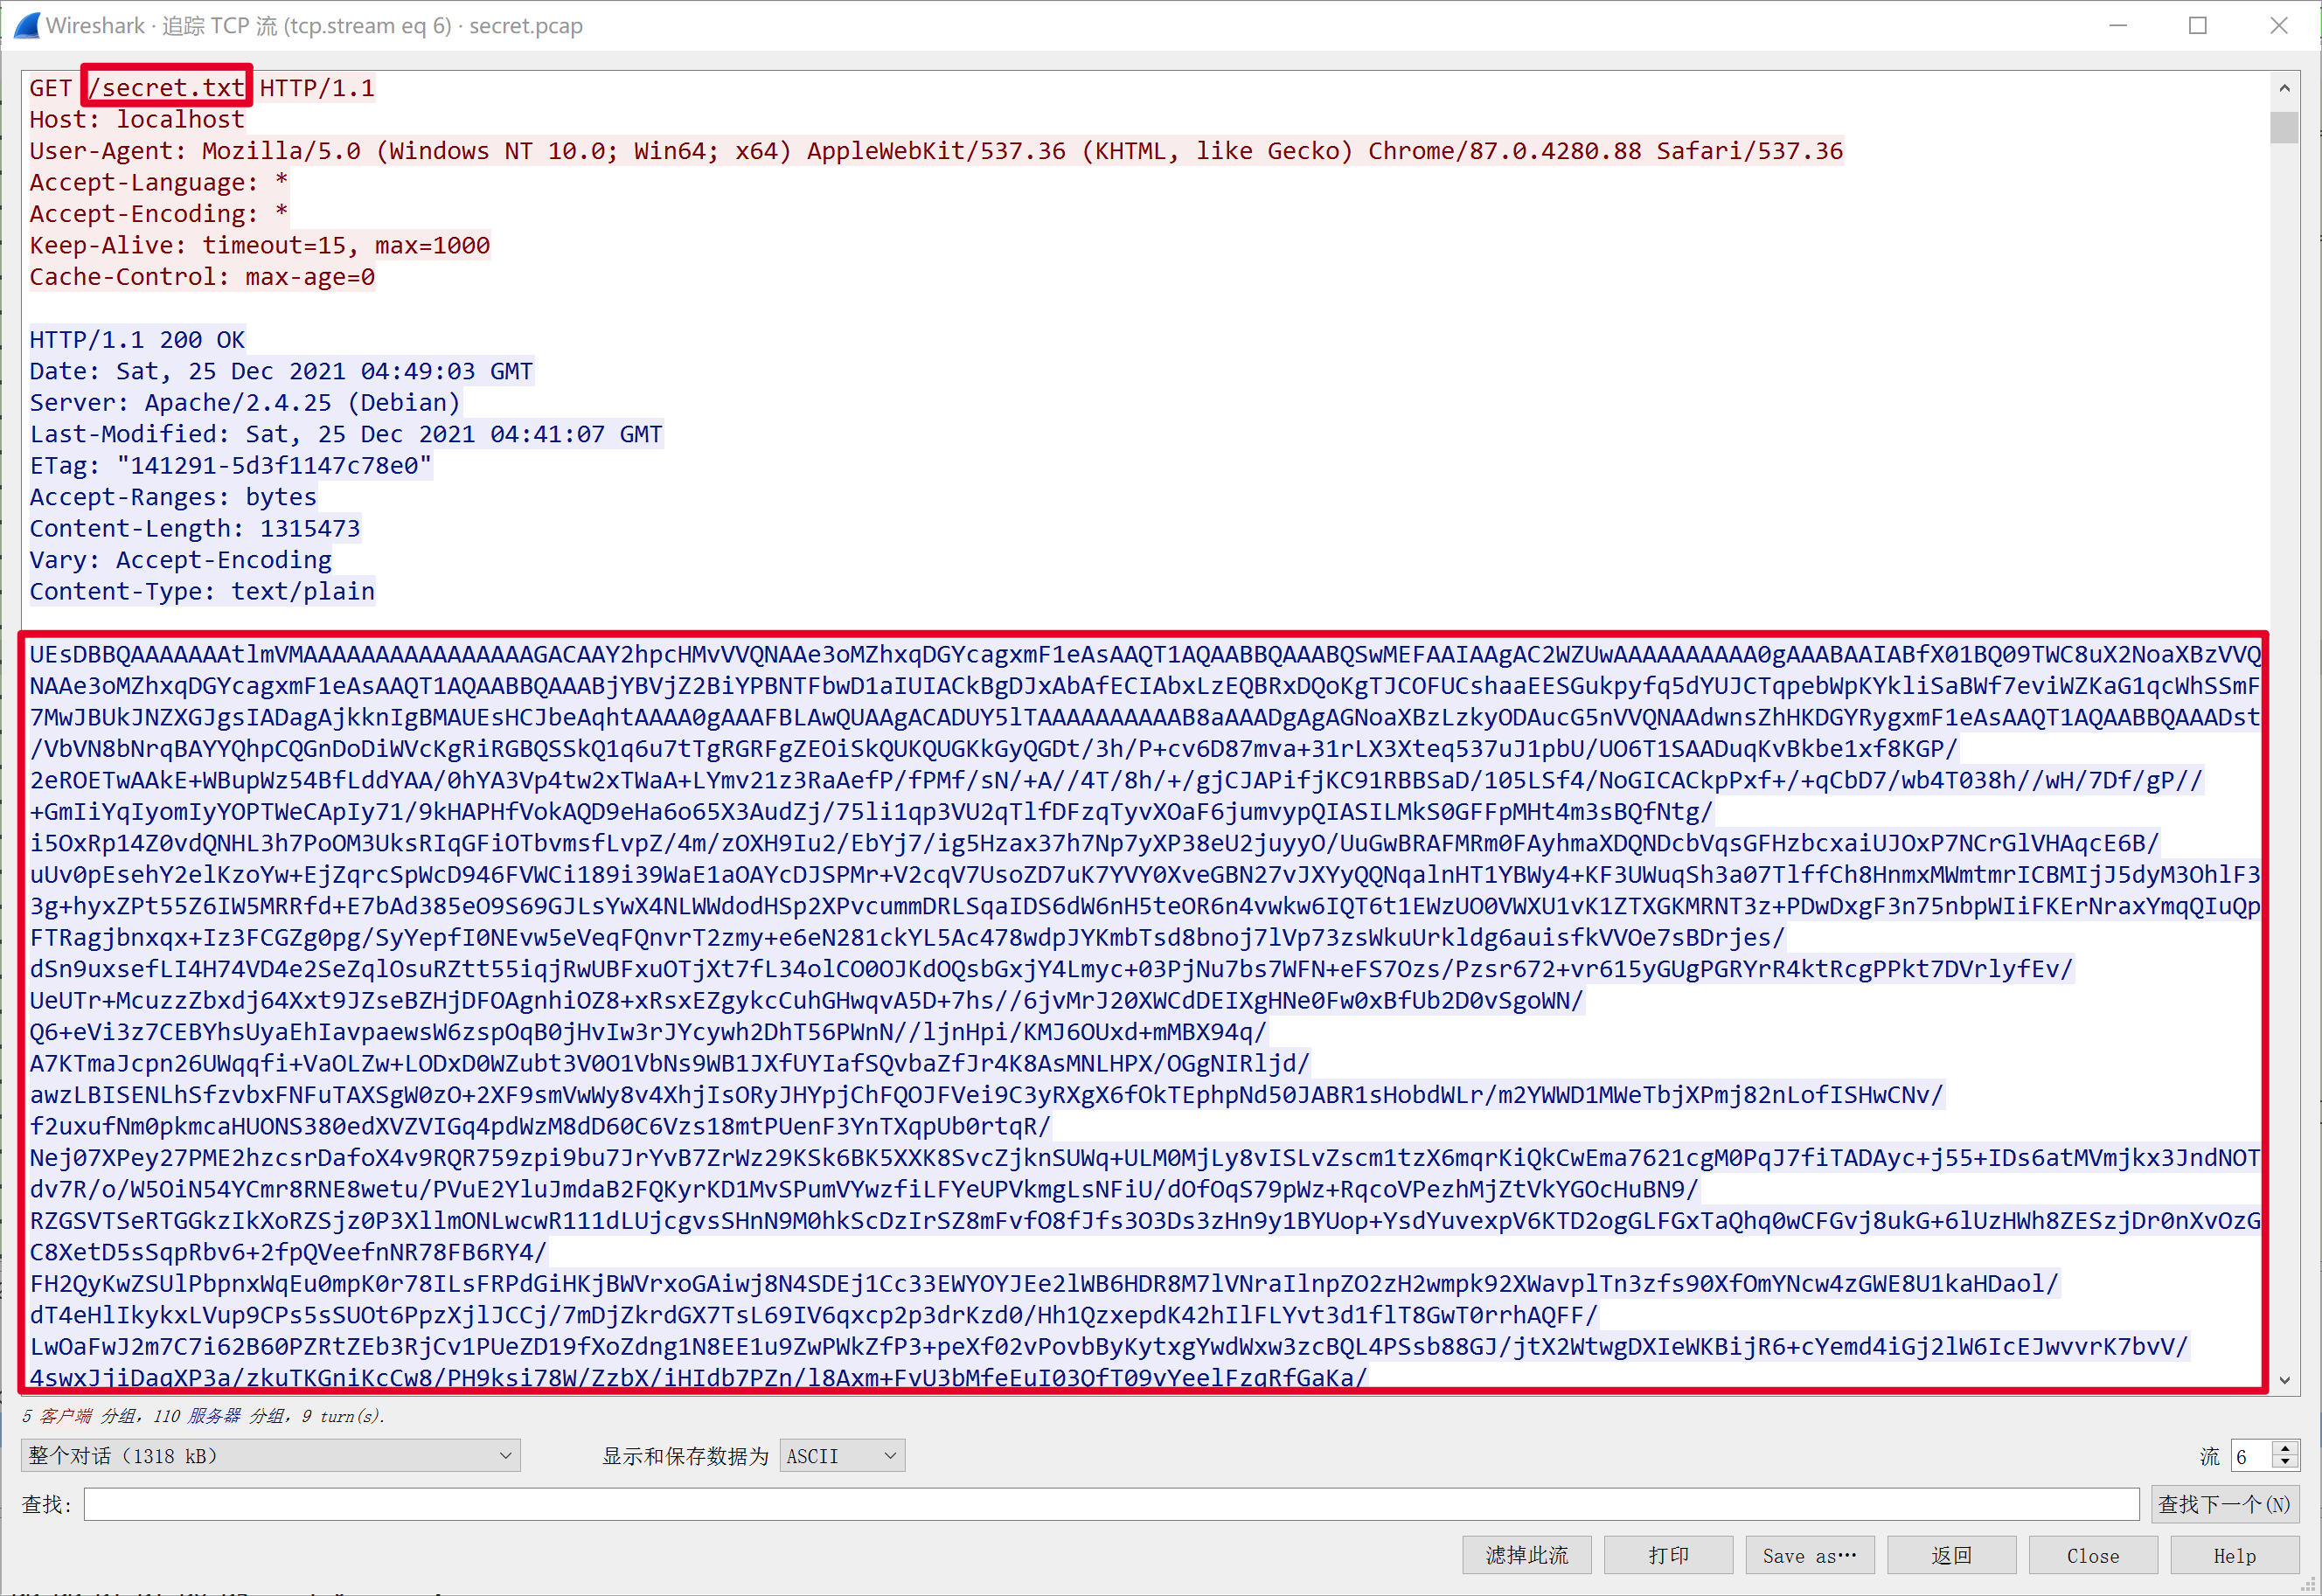 Wireshark · 追踪 TCP 流 (tcp.stream eq 6) · secret.pcap
GET /secret.txt HTTP/1.1
Host: localhost
User-Agent: Mozilla/5.0 (Windows NT 10.0; Win64; x64) AppleWebKit/537.36 (KHTML, like Gecko) Chrome/87.0.4280.88 Safari/537.36
Accept-Language: *
Accept-Encoding: *
Keep-Alive: timeout=15, max=1000
Cache-Control: max-age=0
HTTP/1.1 200 OK
Date: Sat, 25 Dec 2021 04:49:03 GMT
Server: Apache/2.4.25 (Debian)
Last-Modified: Sat, 25 Dec 2021 04:41:07 GMT
ETag: "141291-5d3f1147c78e0"
Accept-Ranges: bytes
Content-Length: 1315473
Vary: Accept-Encoding
Content-Type: text/plain
UEsDBBQAAAAAAAtlmVMAAAAAAAAAAAAAAAAGACAAY2hpcHMvVVQNAAe3oMZhxqDGYcagxmF1eAsAAQT1AQAABBQAAABQSwMEFAAIAAgAC2WZUwAAAAAAAAAA0gAAABAAIABfX01BQ09TWC8uX2NoaXBzVVQ
NAAe3oMZhxqDGYcagxmF1eAsAAQT1AQAABBQAAABjYBVjZ2BiYPBNTFbwD1aIUIACkBgDJxAbAfECIAbxLzEQBRxDQoKgTJCOFUCshaaEESGukpyfq5dYUJCTqpebWpKYkliSaBWf7eviWZKaG1qcWhSSmF
7MwJBUkJNZXGJgsIADagAjkknIgBMAUEsHCJbeAqhtAAAA0gAAAFBLAwQUAAgACADUY5lTAAAAAAAAAAB8aAAADgAgAGNoaXBzLzkyODAucG5nVVQNAAdwnsZhHKDGYRygxmF1eAsAAQT1AQAABBQAAADst
/VbVN8bNrqBAYYQhpCQGnDoDiWVcKgRiRGBQSSkQ1q6u7tTgRGRFgZEOiSkQUKQUGKkGyQGDt/3h/P+cv6D87mva+31rLX3Xteq537uJ1pbU/UO6T1SAADuqKvBkbe1xf8KGP/
2eROETwAAkE+WBupWz54BfLddYAA/0hYA3Vp4tw2xTWaA+LYmv21z3RaAefP/fPMf/sN/+A//4T/8h/+/gjCJAPifjKC91RBBSaD/105LSf4/NoGICACkpPxf+/+qCbD7/wb4T038h//wH/7Df/gP//
+GmIiYqIyomIyYOPTWeCApIy71/9kHAPHfVokAQD9eHa6o65X3AudZj/75li1qp3VU2qTlfDFzqTyvXOaF6jumvypQIASILMkS0GFFpMHt4m3sBQfNtg/
i5OxRp14Z0vdQNHL3h7PoOM3UksRIqGFiOTbvmsfLvpZ/4m/zOXH9Iu2/EbYj7/ig5Hzax37h7Np7yXP38eU2juyyO/UuGwBRAFMRm0FAyhmaXDQNDcbVqsGFHzbcxaiUJOxP7NCrGlVHAqcE6B/
uUv0pEsehY2elKzoYw+EjZqrcSpWcD946FVWCi189i39WaE1aOAYcDJSPMr+V2cqV7UsoZD7uK7YVY0XveGBN27vJXYyQQNqalnHT1YBWy4+KF3UWuqSh3a07TlffCh8HnmxMWmtmrICBMIjJ5dyM3OhlF3
3g+hyxZPt55Z6IW5MRRfd+E7bAd385eO9S69GJLsYwX4NLWWdodHSp2XPvcummDRLSqaIDS6dW6nH5teOR6n4vwkw6IQT6t1EWzUO0VWXU1vK1ZTXGKMRNT3z+PDwDxgF3n75nbpWIiFKErNraxYmqQIuQp
FTRagjbnxqx+Iz3FCGZg0pg/SyYepfI0NEvw5eVeqFQnvrT2zmy+e6eN281ckYL5Ac478wdpJYKmbTsd8bnoj7lVp73zsWkuUrkldg6auisfkVVOe7sBDrjes/
dSn9uxsefLI4H74VD4e2SeZqlOsuRZtt55iqjRwUBFxuOTjXt7fL34olCO0OJKdOQsbGxjY4Lmyc+03PjNu7bs7WFN+eFS7Ozs/Pzsr672+vr615yGUgPGRYrR4ktRcgPPkt7DVrlyfEv/
UeUTr+McuzzZbxdj64Xxt9JZseBZHjDFOAgnhiOZ8+xRsxEZgykcCuhGHwqvA5D+7hs//6jvMrJ20XWCdDEIXgHNe0Fw0xBfUb2D0vSgoWN/
Q6+eVi3z7CEBYhsUyaEhIavpaewsW6zspOqB0jHvIw3rJYcywh2DhT56PWnN//ljnHpi/KMJ6OUxd+mMBX94q/
A7KTmaJcpn26UWqqfi+VaOLZw+LODxD0WZubt3V0O1VbNs9WB1JXfUYIafSQvbaZfJr4K8AsMNLHPX/OGgNIRljd/
awzLBISENLhSfzvbxFNFuTAXSgW0zO+2XF9smVwWy8v4XhjIsORyJHYpjChFQOJFVei9C3yRXgX6fOkTEphpNd50JABR1sHobdWLr/m2YWWD1MWeTbjXPmj82nLofISHwCNv/
f2uxufNm0pkmcaHUONS380edXVZVIGq4pdWzM8dD60C6Vzs18mtPUenF3YnTXqpUb0rtqR/
Nej07XPey27PME2hzcsrDafoX4v9RQR759zpi9bu7JrYvB7ZrWz29KSk6BK5XXK8SvcZjknSUWq+ULM0MjLy8vISLvZscm1tzX6mqrKiQkCwEma7621cgM0PqJ7fiTADAyc+j55+IDs6atMVmjkx3JndNOT
dv7R/o/W5OiN54YCmr8RNE8wetu/PVuE2YluJmdaB2FQKyrKD1MvSPumVYwzfiLFYeUPVkmgLsNFiU/dOfOqS79pWz+RqcoVPezhMjZtVkYGOcHuBN9/
RZGSVTSeRTGGkzIkXoRZSjz0P3XllmONLwcwR111dLUjcgvsSHnN9M0hkScDzIrSZ8mFvfO8fJfs3O3Ds3zHn9y1BYUop+YsdYuvexpV6KTD2ogGLFGxTaQhq0wCFGvj8ukG+6lUzHWh8ZESzjDr0nXvOzG
C8XetD5sSqpRbv6+2fpQVeefnNR78FB6RY4/
FH2QyKwZSUlPbpnxWqEu0mpK0r78ILsFRPdGiHKjBWVrxoGAiwj8N4SDEj1Cc33EWYOYJEe2lWB6HDR8M7lVNraIlnpZO2zH2wmpk92XWavplTn3zfs90XfOmYNcw4zGWE8U1kaHDaol/
dT4eHlIkykxLVup9CPs5sSUOt6PpzXjlJCCj/7mDjZkrdGX7TsL69IV6qxcp2p3drKzd0/Hh1QzxepdK42hIlFLYvt3d1flT8GwT0rrhAQFF/
LwOaFwJ2m7C7i62B60PZRtZEb3RjCv1PUeZD19fXoZdng1N8EE1u9ZwPWkZfP3+peXf02vPovbByKytxgYwdWxw3zcBQL4PSsb88GJ/jtX2WtwgDXIeWKBijR6+cYemd4iGj2lW6IcEJwvvrK7bvV/
4swxJjiDaqXP3a/zkuTKGniKcCw8/PH9ksi78W/ZzbX/iHIdb7PZn/l8Axm+FvU3bMfeEuI03QfT09vYeelFzqRfGaKa/
5 客户端 分组, 110 服务器 分组, 9 turn(s).
整个对话 (1318 kB)
显示和保存数据为 ASCII
流 6
查找:
查找下一个(N)
滤掉此流 打印 Save as… 返回 Close Help